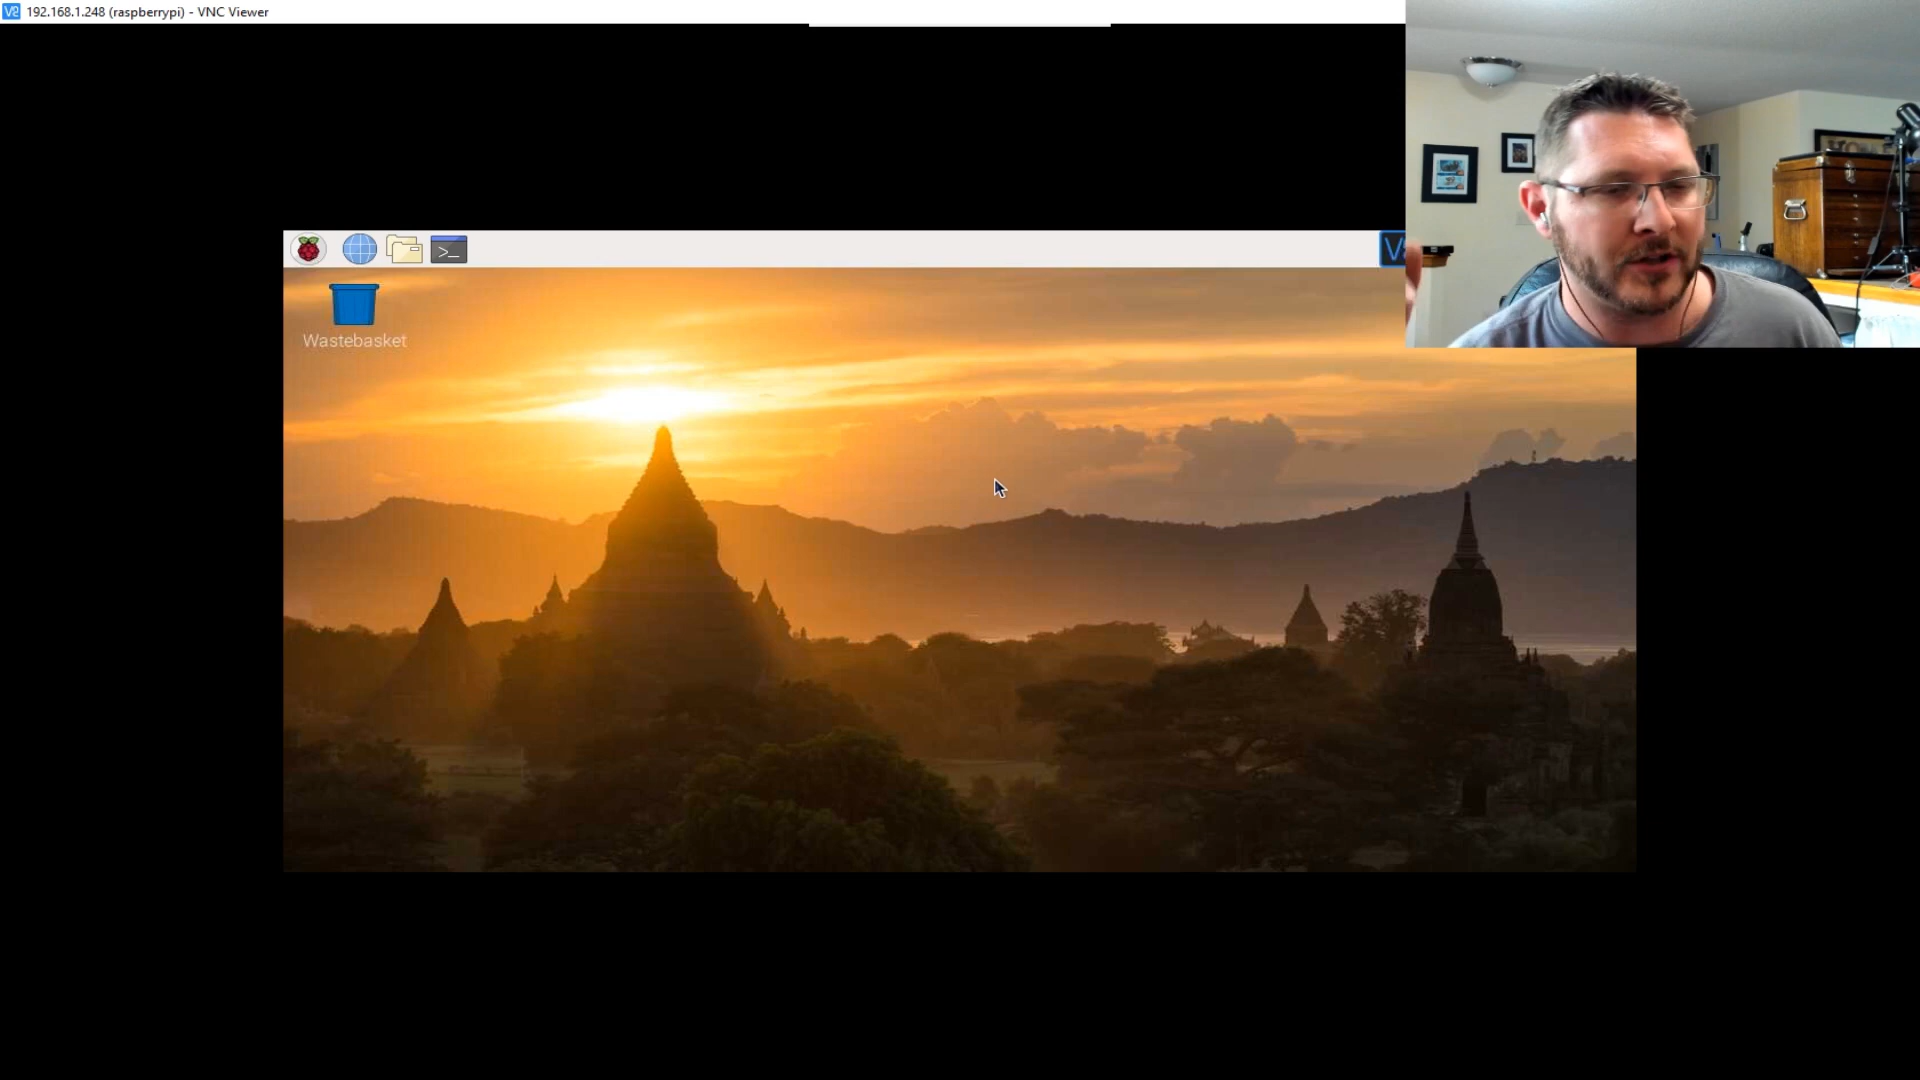 192.168.1.248 (raspberrypi) - VNC Viewer
>_
Wastebasket